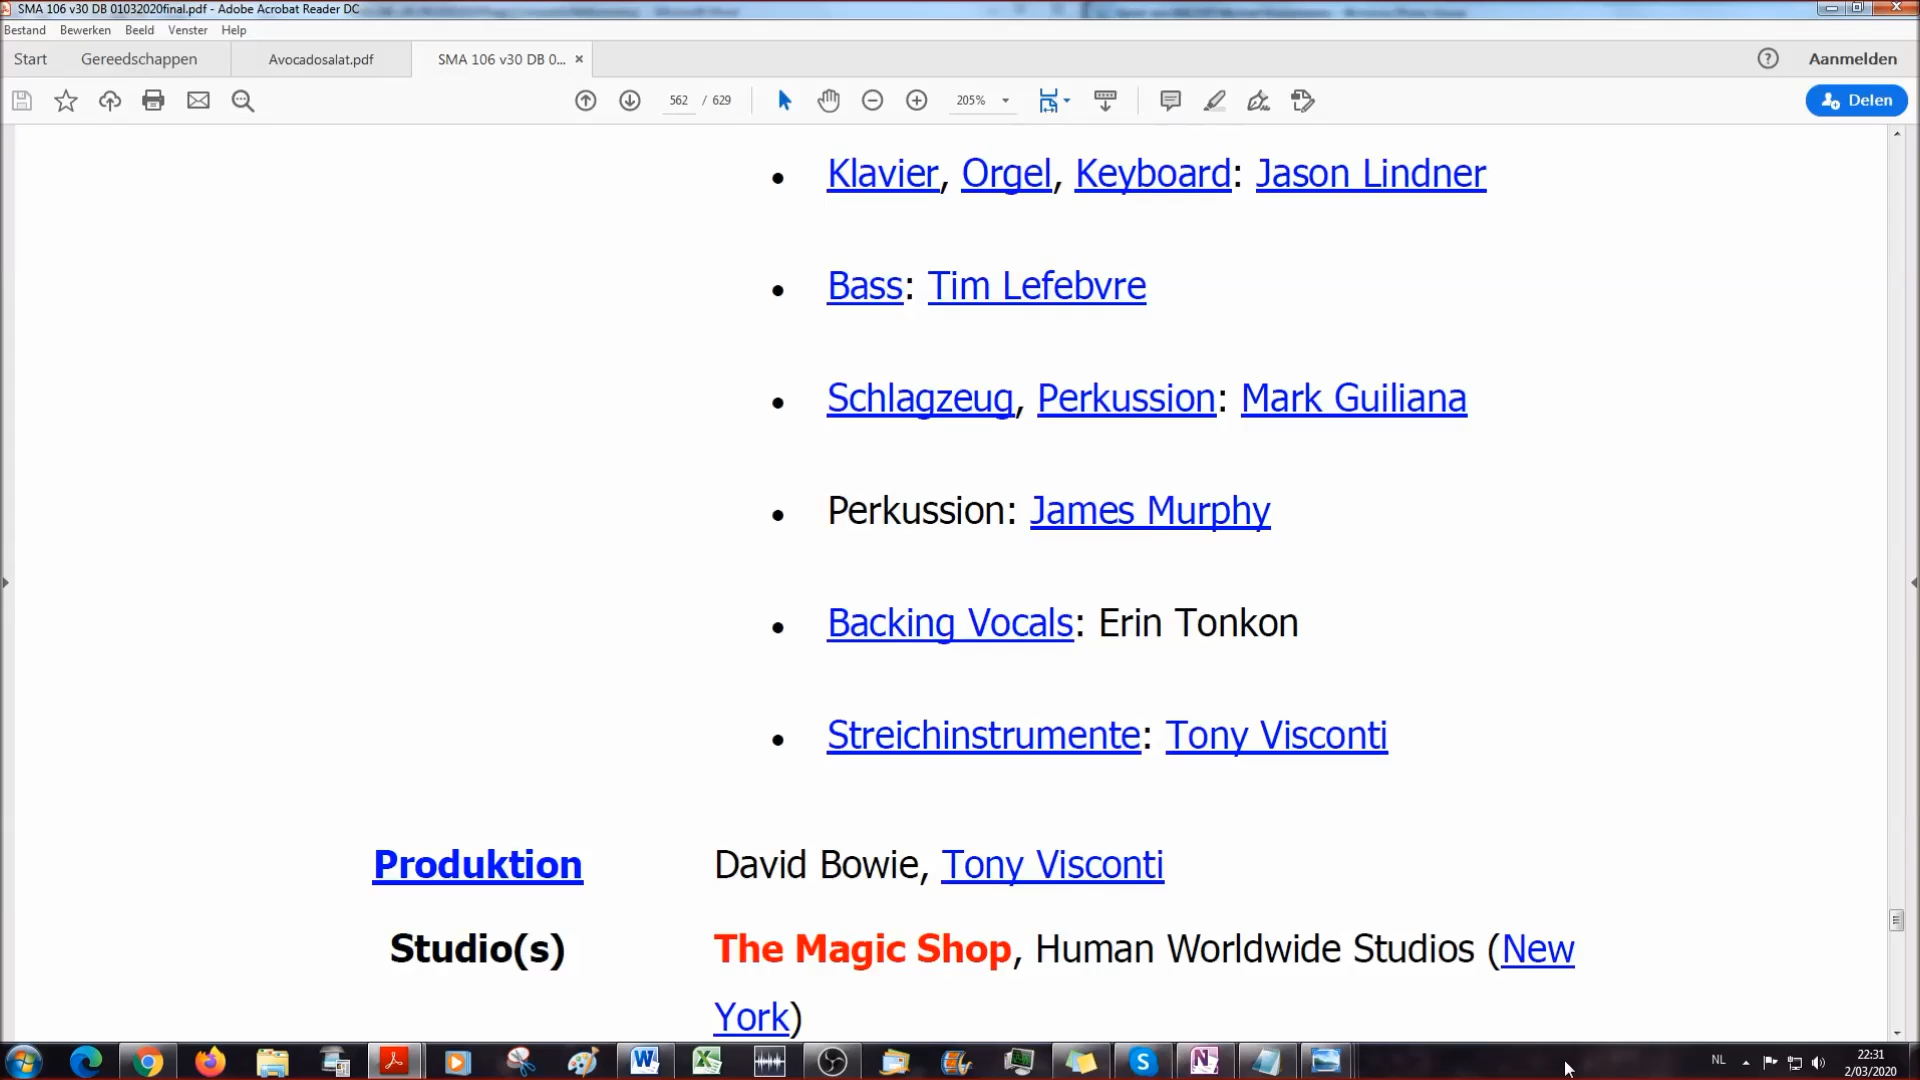 SMA 106 v30 DB 01032020final.pdf - Adobe Acrobat Reader DC
Bestand Bewerken Beeld Venster Help
Start Gereedschappen Avocadosalat.pdf SMA 106 v30 DB 0... × ? Aanmelden
562 / 629 205% Delen
• Klavier, Orgel, Keyboard: Jason Lindner
• Bass: Tim Lefebvre
• Schlagzeug, Perkussion: Mark Guiliana
• Perkussion: James Murphy
• Backing Vocals: Erin Tonkon
• Streichinstrumente: Tony Visconti
Produktion David Bowie, Tony Visconti
Studio(s) The Magic Shop, Human Worldwide Studios (New
York)
NL 22:31
2/03/2020